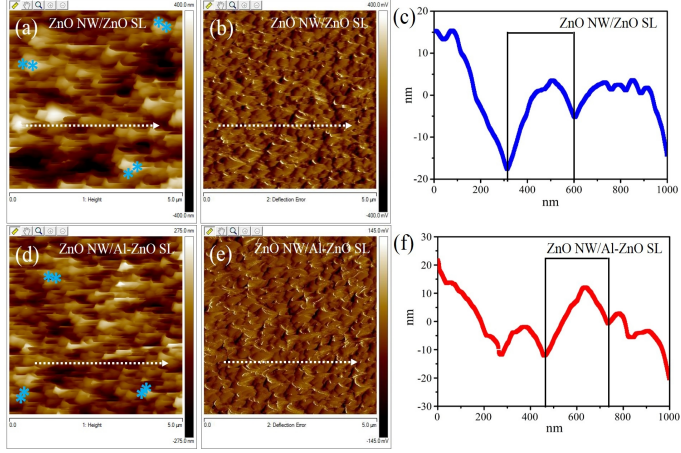 400.0 nm
400.0 mV
(a)
ZnO NW/ZnO SL
(b)
ZnO NW/ZnO SL
(c)
ZnO NW/ZnO SL
20
10
0
-10
-20
nm
0
200
400
600
800
1000
nm
0.0
1: Height
5.0 µm
-400.0 nm
0.0
2: Deflection Error
5.0 µm
-400.0 mV
275.0 nm
145.0 mV
(d)
ZnO NW/Al-ZnO SL
(e)
ZnO NW/Al-ZnO SL
(f)
ZnO NW/Al-ZnO SL
30
20
10
0
-10
-20
-30
nm
0
200
400
600
800
1000
nm
0.0
1: Height
5.0 µm
-275.0 nm
0.0
2: Deflection Error
5.0 µm
-145.0 mV